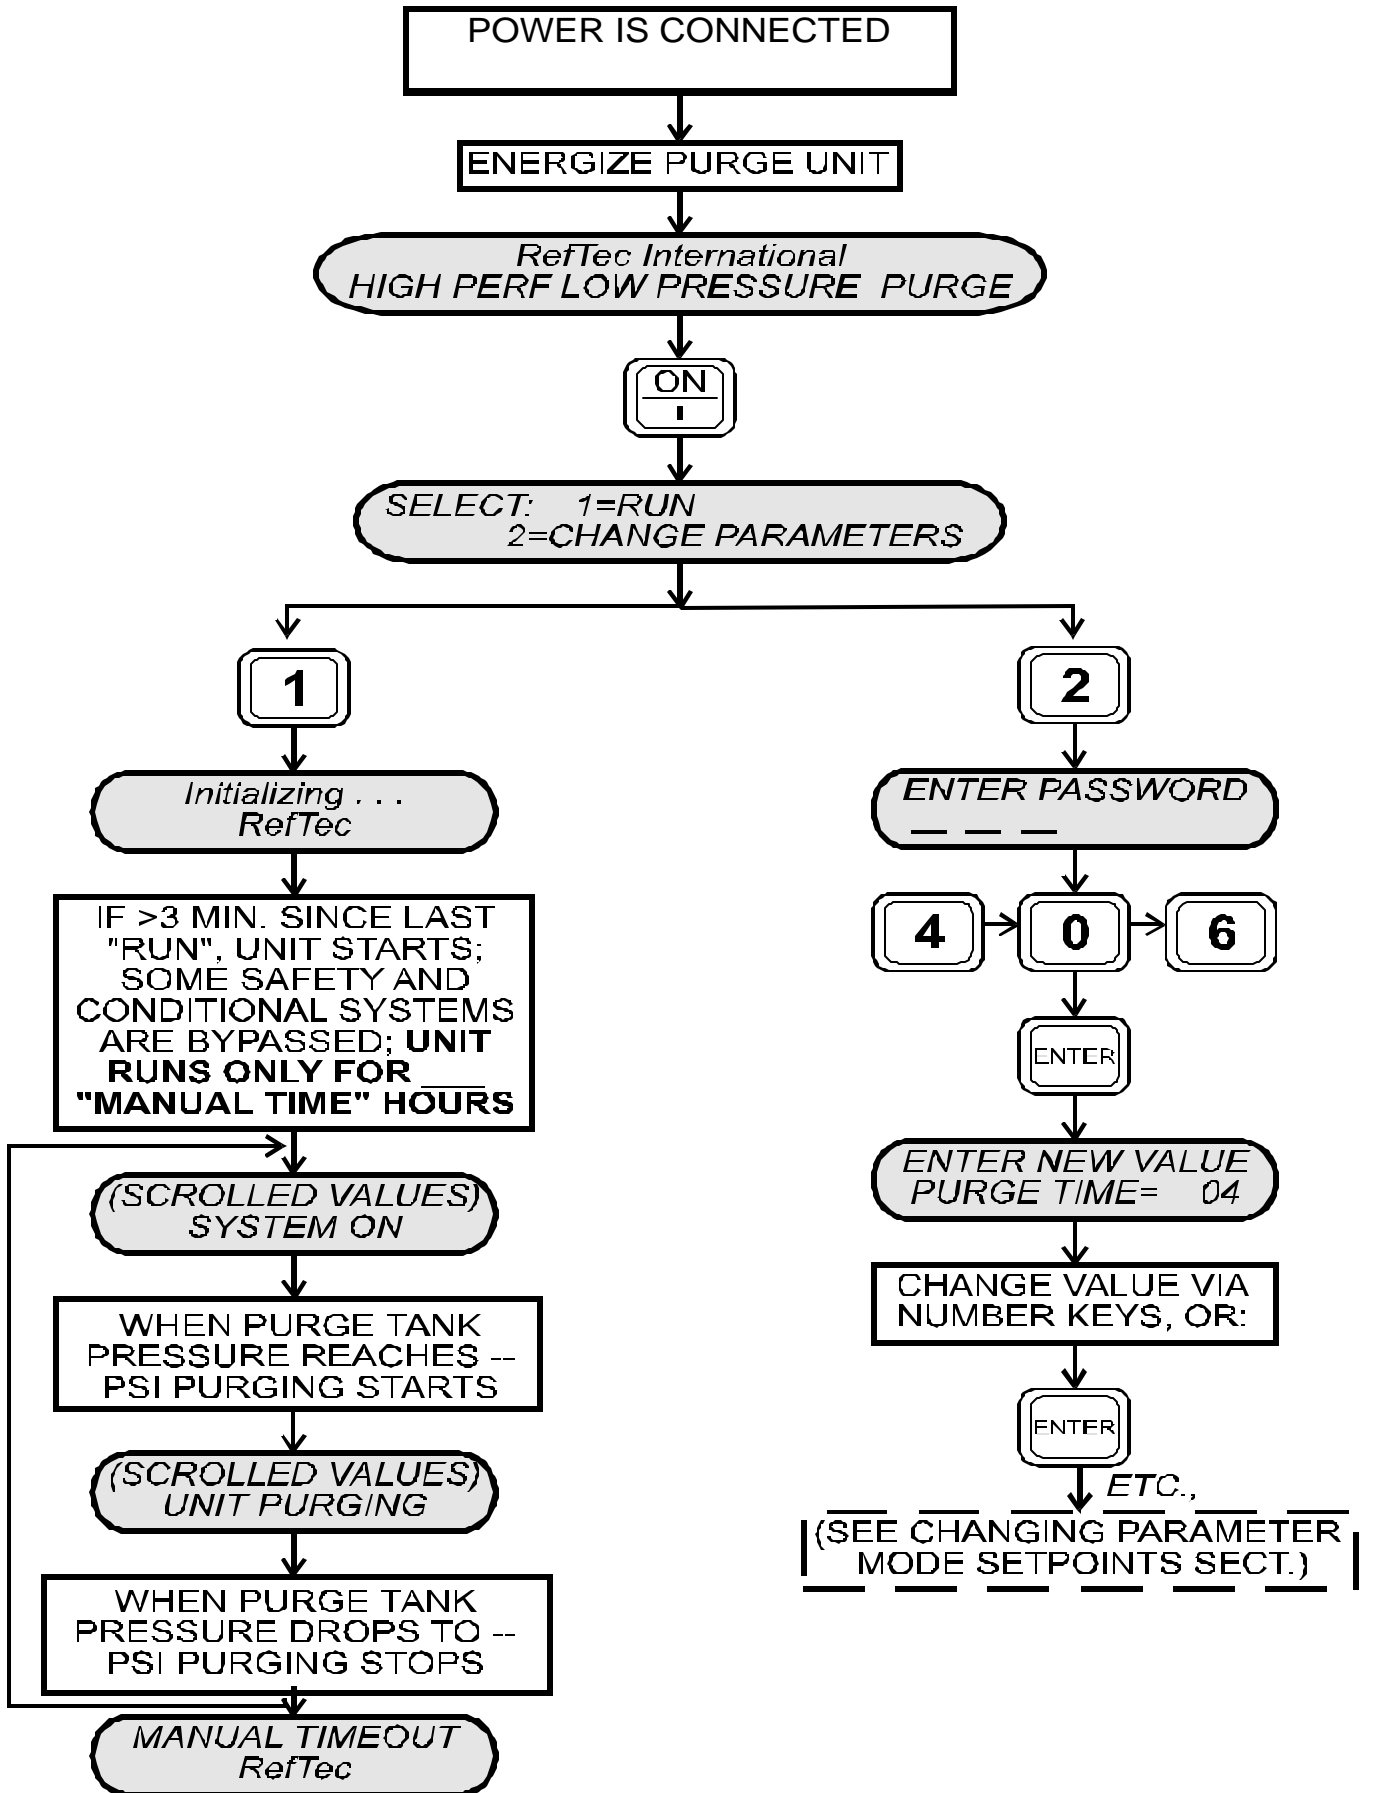 POWER IS CONNECTED
ENERGIZE PURGE UNIT
RefTec International
HIGH PERF LOW PRESSURE PURGE
ON
I
SELECT: 1=RUN
2=CHANGE PARAMETERS
1
Initializing . . .
RefTec
IF >3 MIN. SINCE LAST
"RUN", UNIT STARTS;
SOME SAFETY AND
CONDITIONAL SYSTEMS
ARE BYPASSED; UNIT
RUNS ONLY FOR ___
"MANUAL TIME" HOURS
(SCROLLED VALUES)
SYSTEM ON
WHEN PURGE TANK
PRESSURE REACHES --
PSI PURGING STARTS
(SCROLLED VALUES)
UNIT PURGING
WHEN PURGE TANK
PRESSURE DROPS TO --
PSI PURGING STOPS
MANUAL TIMEOUT
RefTec
2
ENTER PASSWORD
_ _ _
4 0 6
ENTER
ENTER NEW VALUE
PURGE TIME= 04
CHANGE VALUE VIA
NUMBER KEYS, OR:
ENTER
ETC.,
(SEE CHANGING PARAMETER
MODE SETPOINTS SECT.)